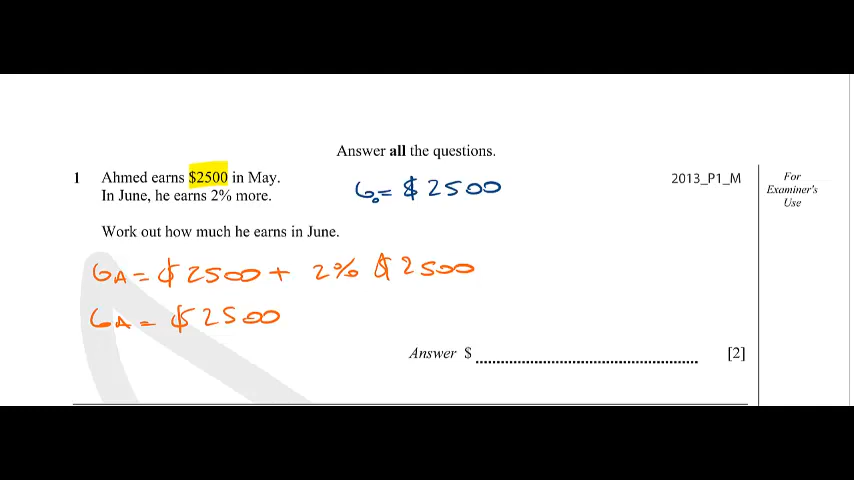 Answer all the questions.
1 Ahmed earns $2500 in May.
In June, he earns 2% more.
G₀= $2500
2013_P1_M
For
Examiner's
Use
Work out how much he earns in June.
GA = $2500 + 2% $2500
GA = $2500
Answer $ ........................................................ [2]